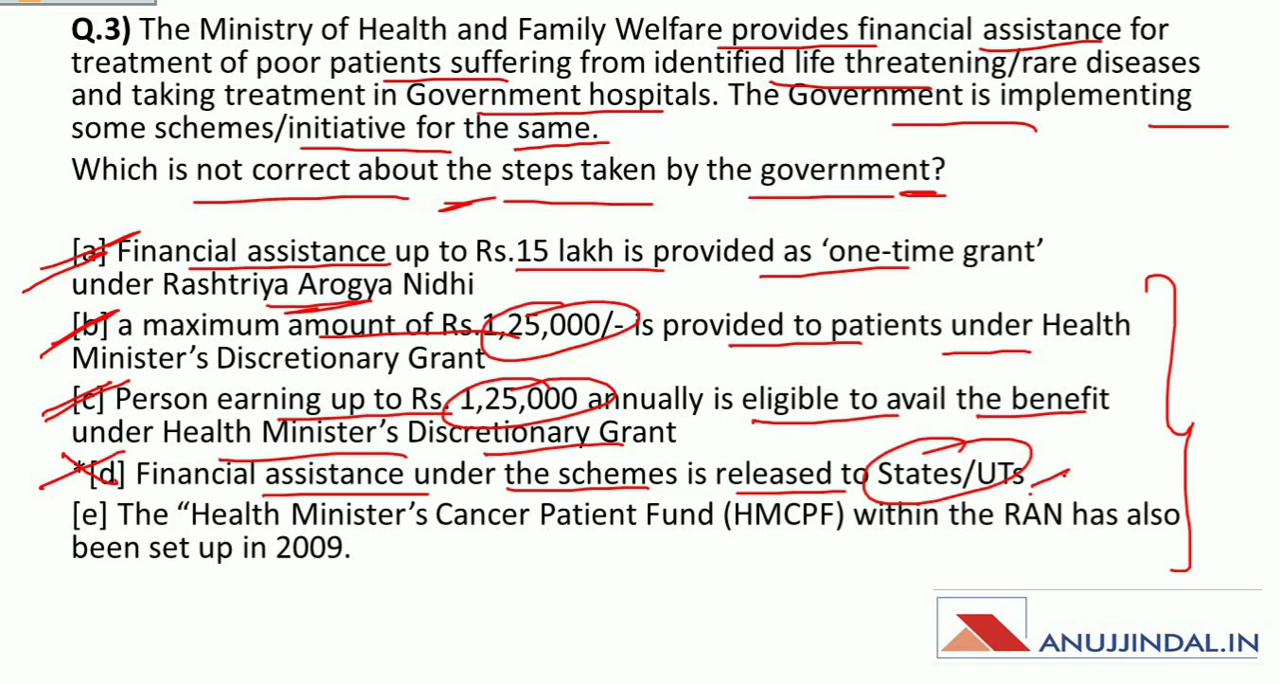 Q.3) The Ministry of Health and Family Welfare provides financial assistance for
treatment of poor patients suffering from identified life threatening/rare diseases
and taking treatment in Government hospitals. The Government is implementing
some schemes/initiative for the same.
Which is not correct about the steps taken by the government?
[a] Financial assistance up to Rs.15 lakh is provided as ‘one-time grant’
under Rashtriya Arogya Nidhi
[b] a maximum amount of Rs.1,25,000/- is provided to patients under Health
Minister’s Discretionary Grant
[c] Person earning up to Rs. 1,25,000 annually is eligible to avail the benefit
under Health Minister’s Discretionary Grant
*[d] Financial assistance under the schemes is released to States/UTs.
[e] The “Health Minister’s Cancer Patient Fund (HMCPF) within the RAN has also
been set up in 2009.
ANUJJINDAL.IN